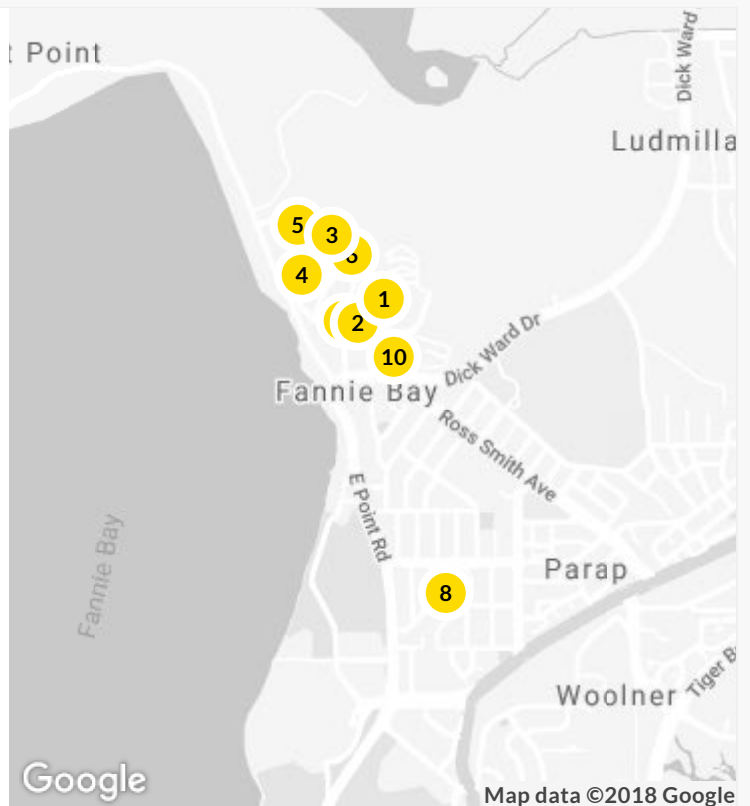 t Point
Dick Ward
Ludmilla
5
3
6
4
1
2
10
Dick Ward Dr
Fannie Bay
Ross Smith Ave
E Point Rd
Fannie Bay
Parap
8
Woolner
Tiger B
Google
Map data ©2018 Google